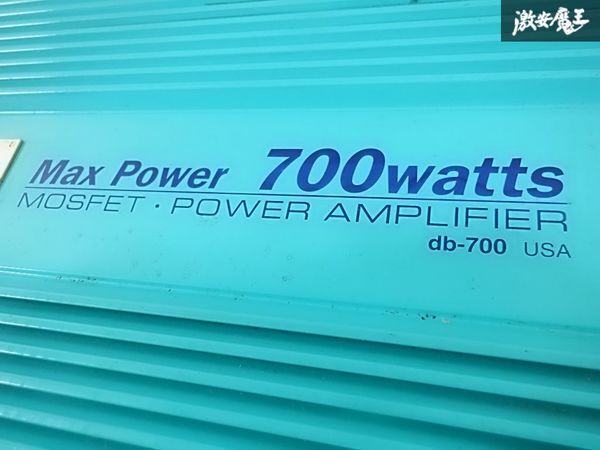 激安魔王
Max Power 700watts
MOSFET · POWER AMPLIFIER
db-700 USA